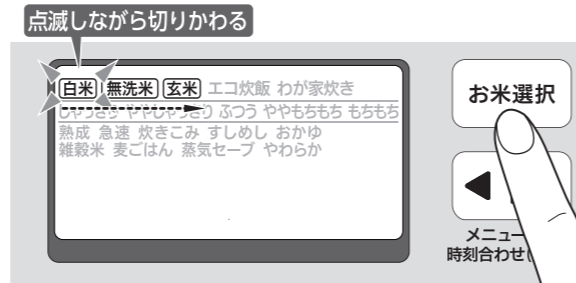 点滅しながら切りかわる
白米 無洗米 玄米 エコ炊飯 わが家炊き
しゃっきり ややしゃっきり ふつう ややもちもち もちもち
熟成 急速 炊きこみ すしめし おかゆ
雑穀米 麦ごはん 蒸気セーブ やわらか
お米選択
メニュー
時刻合わせ